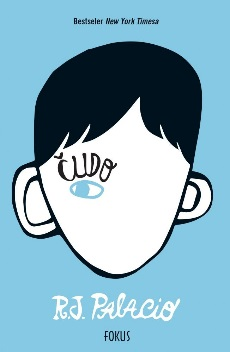 Bestseler New York Timesa
ČUDO
R.J. Palacio
FOKUS